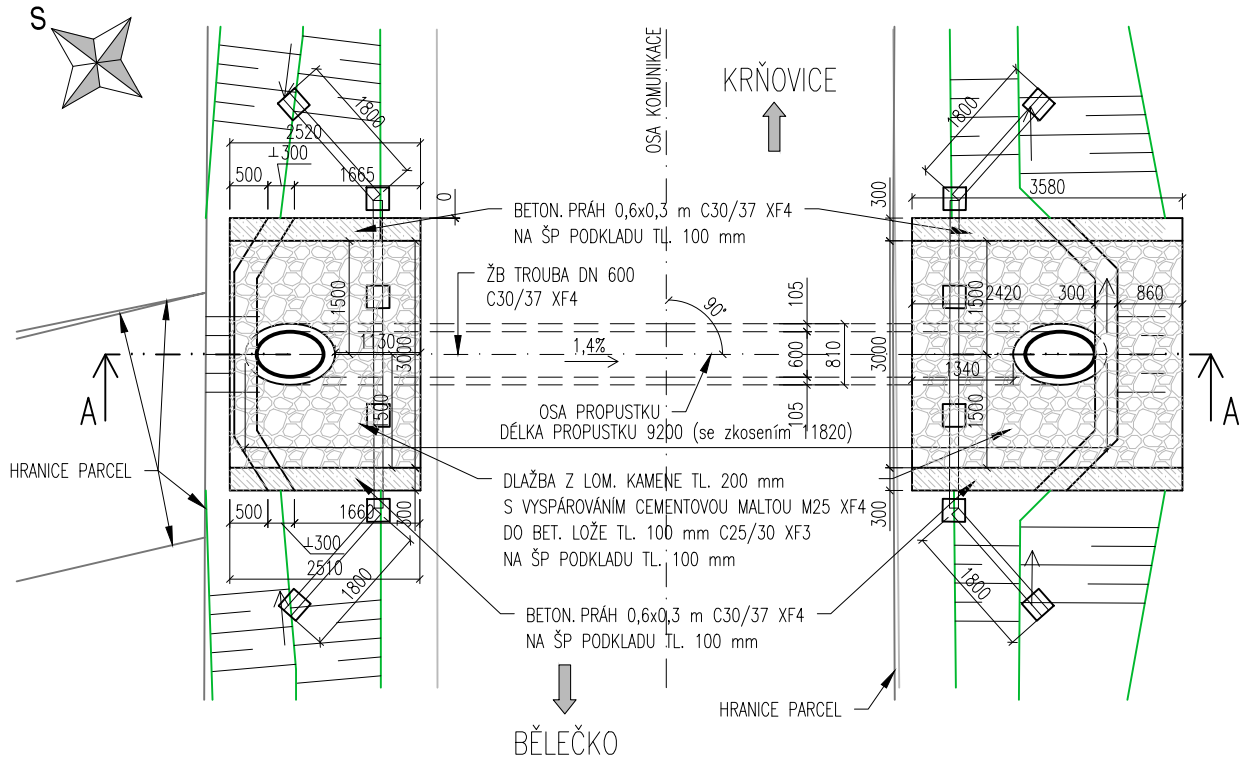 S
KRŇOVICE
OSA KOMUNIKACE
1800
2520
⊥300
500
1665
0
BETON. PRÁH 0,6x0,3 m C30/37 XF4
NA ŠP PODKLADU TL. 100 mm
ŽB TROUBA DN 600
C30/37 XF4
90°
1,4%
105
600
810
105
1500
1130
3000
1500
300
1800
3580
300
2420
300
860
1500
3000
1340
1500
300
A
A
OSA PROPUSTKU
DÉLKA PROPUSTKU 9200 (se zkosením 11820)
HRANICE PARCEL
DLAŽBA Z LOM. KAMENE TL. 200 mm
S VYSPÁROVÁNÍM CEMENTOVOU MALTOU M25 XF4
DO BET. LOŽE TL. 100 mm C25/30 XF3
NA ŠP PODKLADU TL. 100 mm
500
1660
⊥300
2510
1800
1800
BETON. PRÁH 0,6x0,3 m C30/37 XF4
NA ŠP PODKLADU TL. 100 mm
HRANICE PARCEL
BĚLEČKO